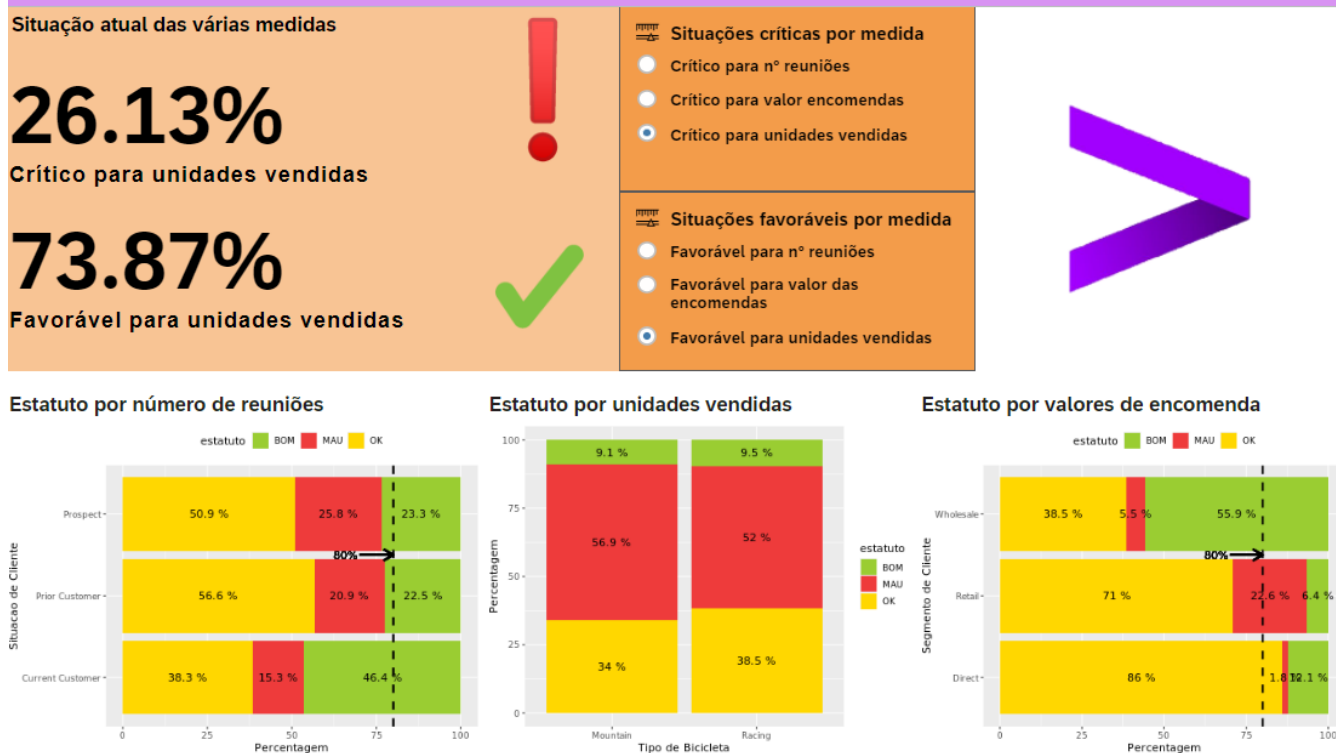 Situação atual das várias medidas
26.13%
Crítico para unidades vendidas
73.87%
Favorável para unidades vendidas
Situações críticas por medida
Crítico para n° reuniões
Crítico para valor encomendas
Crítico para unidades vendidas
Situações favoráveis por medida
Favorável para n° reuniões
Favorável para valor das
encomendas
Favorável para unidades vendidas
Estatuto por número de reuniões
estatuto BOM MAU OK
Situacao de Cliente
Prospect
50.9 % 25.8 % 23.3 %
80%
Prior Customer
56.6 % 20.9 % 22.5 %
Current Customer
38.3 % 15.3 % 46.4 %
0 25 50 75 100
Percentagem
Estatuto por unidades vendidas
Percentagem
100
75
50
25
0
9.1 % 9.5 %
56.9 % 52 %
34 % 38.5 %
Mountain Racing
Tipo de Bicicleta
estatuto
BOM
MAU
OK
Estatuto por valores de encomenda
estatuto BOM MAU OK
Segmento de Cliente
Wholesale
38.5 % 5.5 % 55.9 %
80%
Retail
71 % 22.6 % 6.4 %
Direct
86 % 1.8 % 12.1 %
0 25 50 75 100
Percentagem